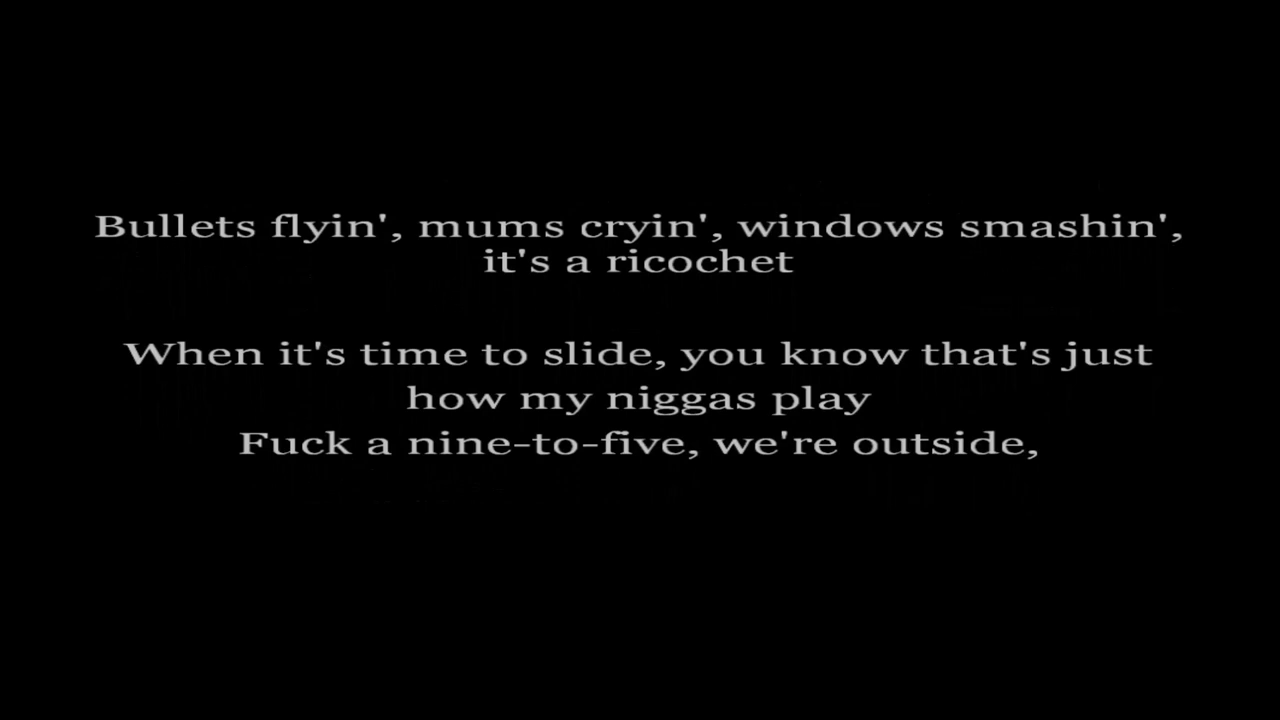 Bullets flyin', mums cryin', windows smashin',
it's a ricochet
When it's time to slide, you know that's just
how my niggas play
Fuck a nine-to-five, we're outside,